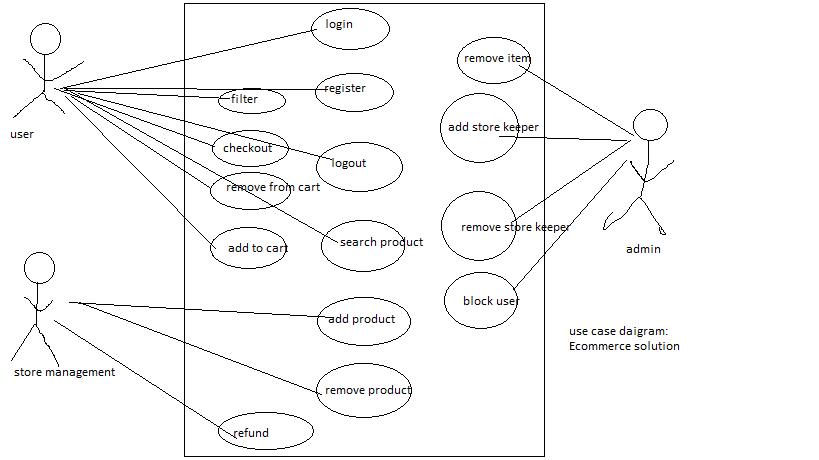 login
remove item
register
filter
add store keeper
user
checkout
logout
remove from cart
remove store keeper
search product
add to cart
admin
block user
add product
use case daigram:
Ecommerce solution
store management
remove product
refund